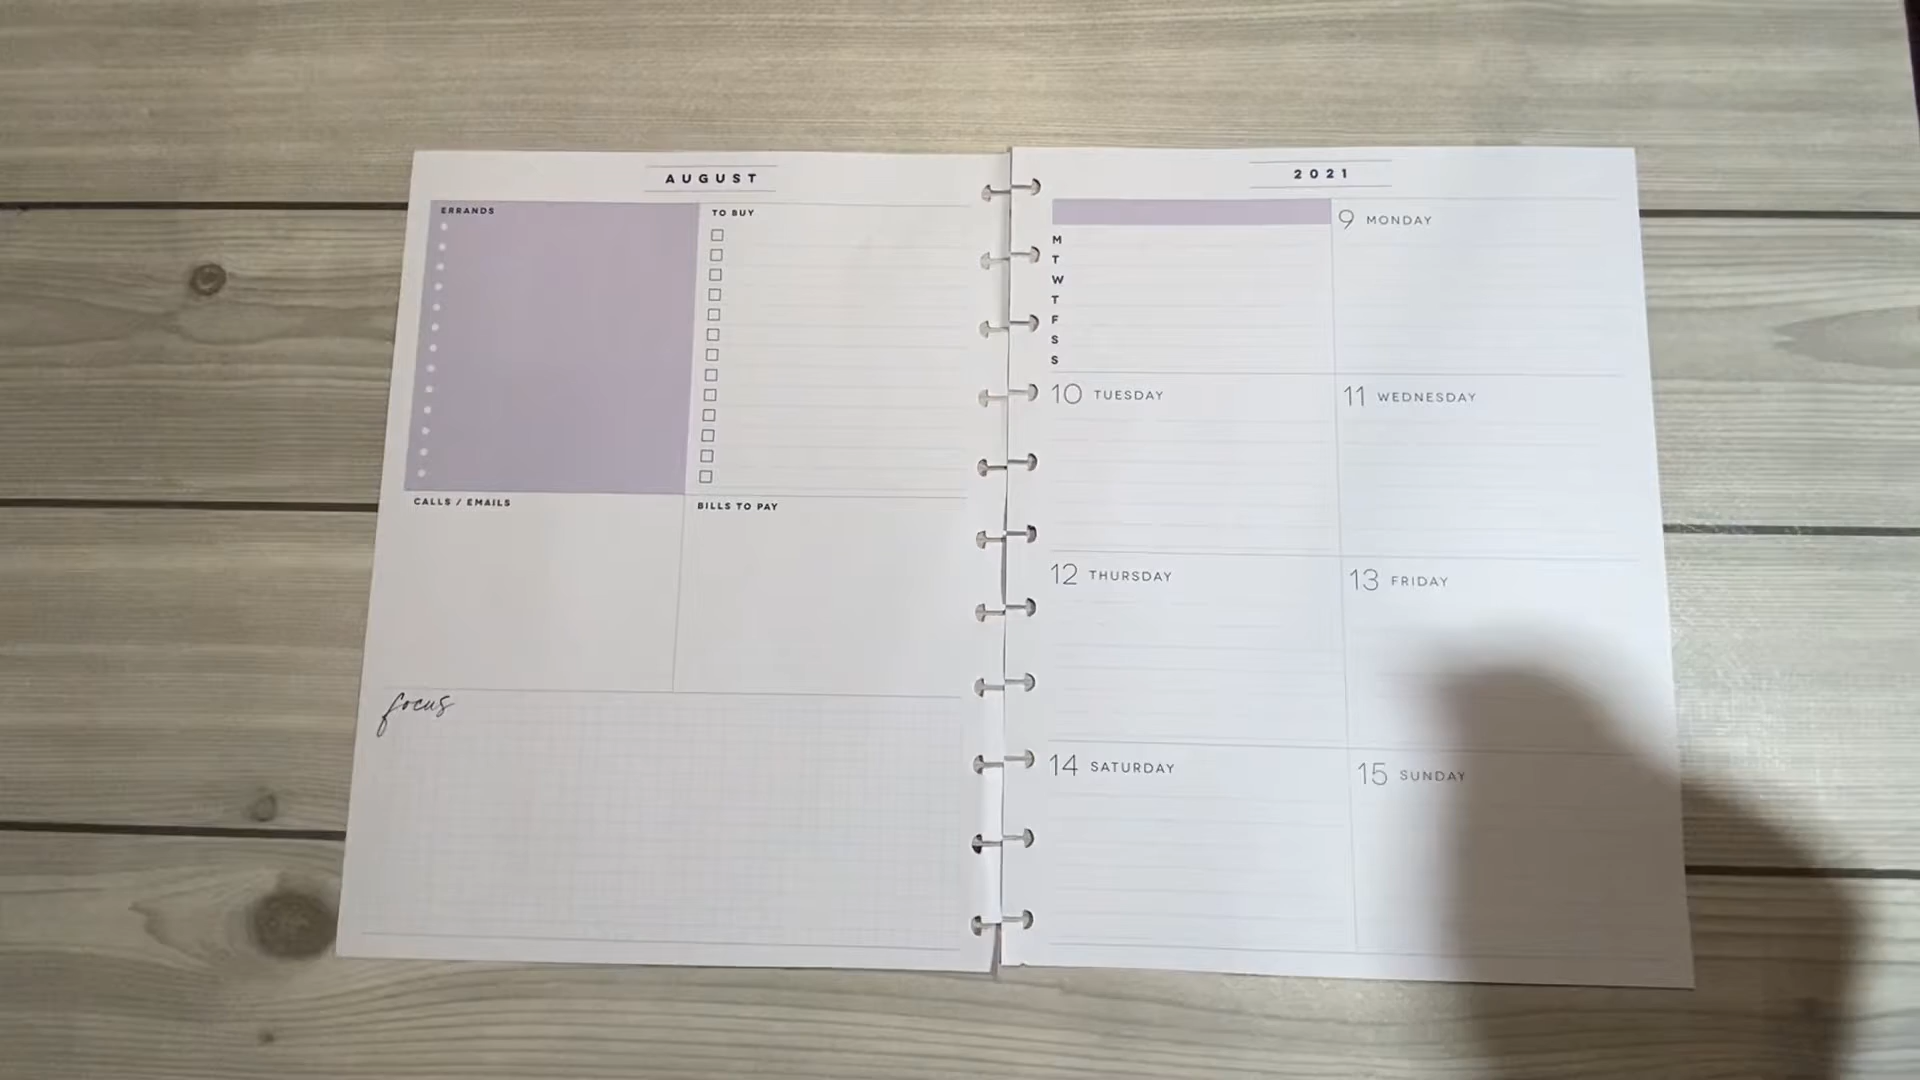 AUGUST
ERRANDS
TO BUY
CALLS / EMAILS
BILLS TO PAY
focus
2021
M
T
W
T
F
S
S
9 MONDAY
10 TUESDAY
11 WEDNESDAY
12 THURSDAY
13 FRIDAY
14 SATURDAY
15 SUNDAY